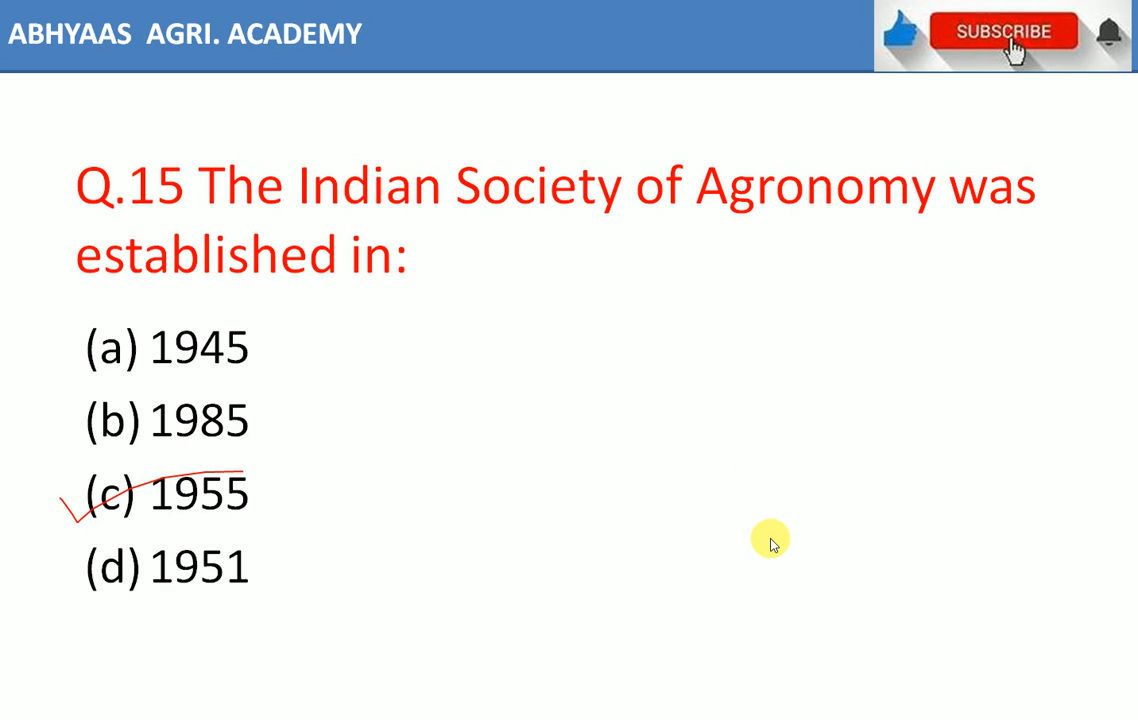 ABHYAAS AGRI. ACADEMY
SUBSCRIBE
Q.15 The Indian Society of Agronomy was
established in:
(a) 1945
(b) 1985
(c) 1955
(d) 1951